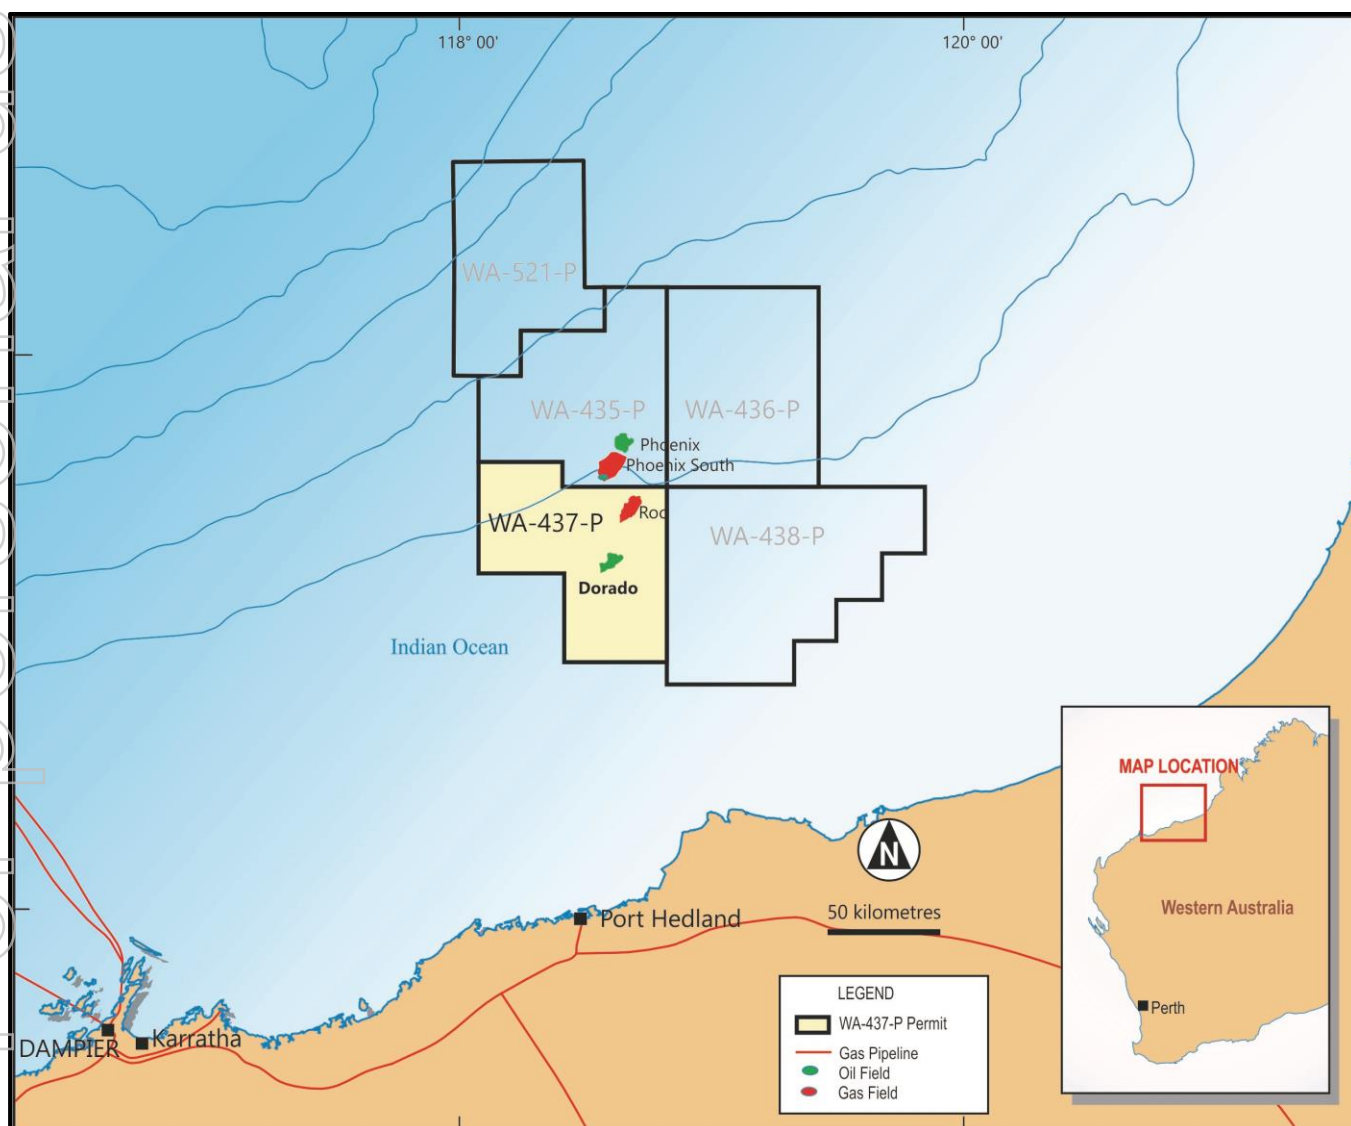 118° 00'
120° 00'
WA-521-P
WA-435-P
WA-436-P
Phoenix
Phoenix South
WA-437-P
Roc
WA-438-P
Dorado
Indian Ocean
MAP LOCATION
Western Australia
Perth
N
50 kilometres
Port Hedland
DAMPIER
Karratha
LEGEND
WA-437-P Permit
Gas Pipeline
Oil Field
Gas Field